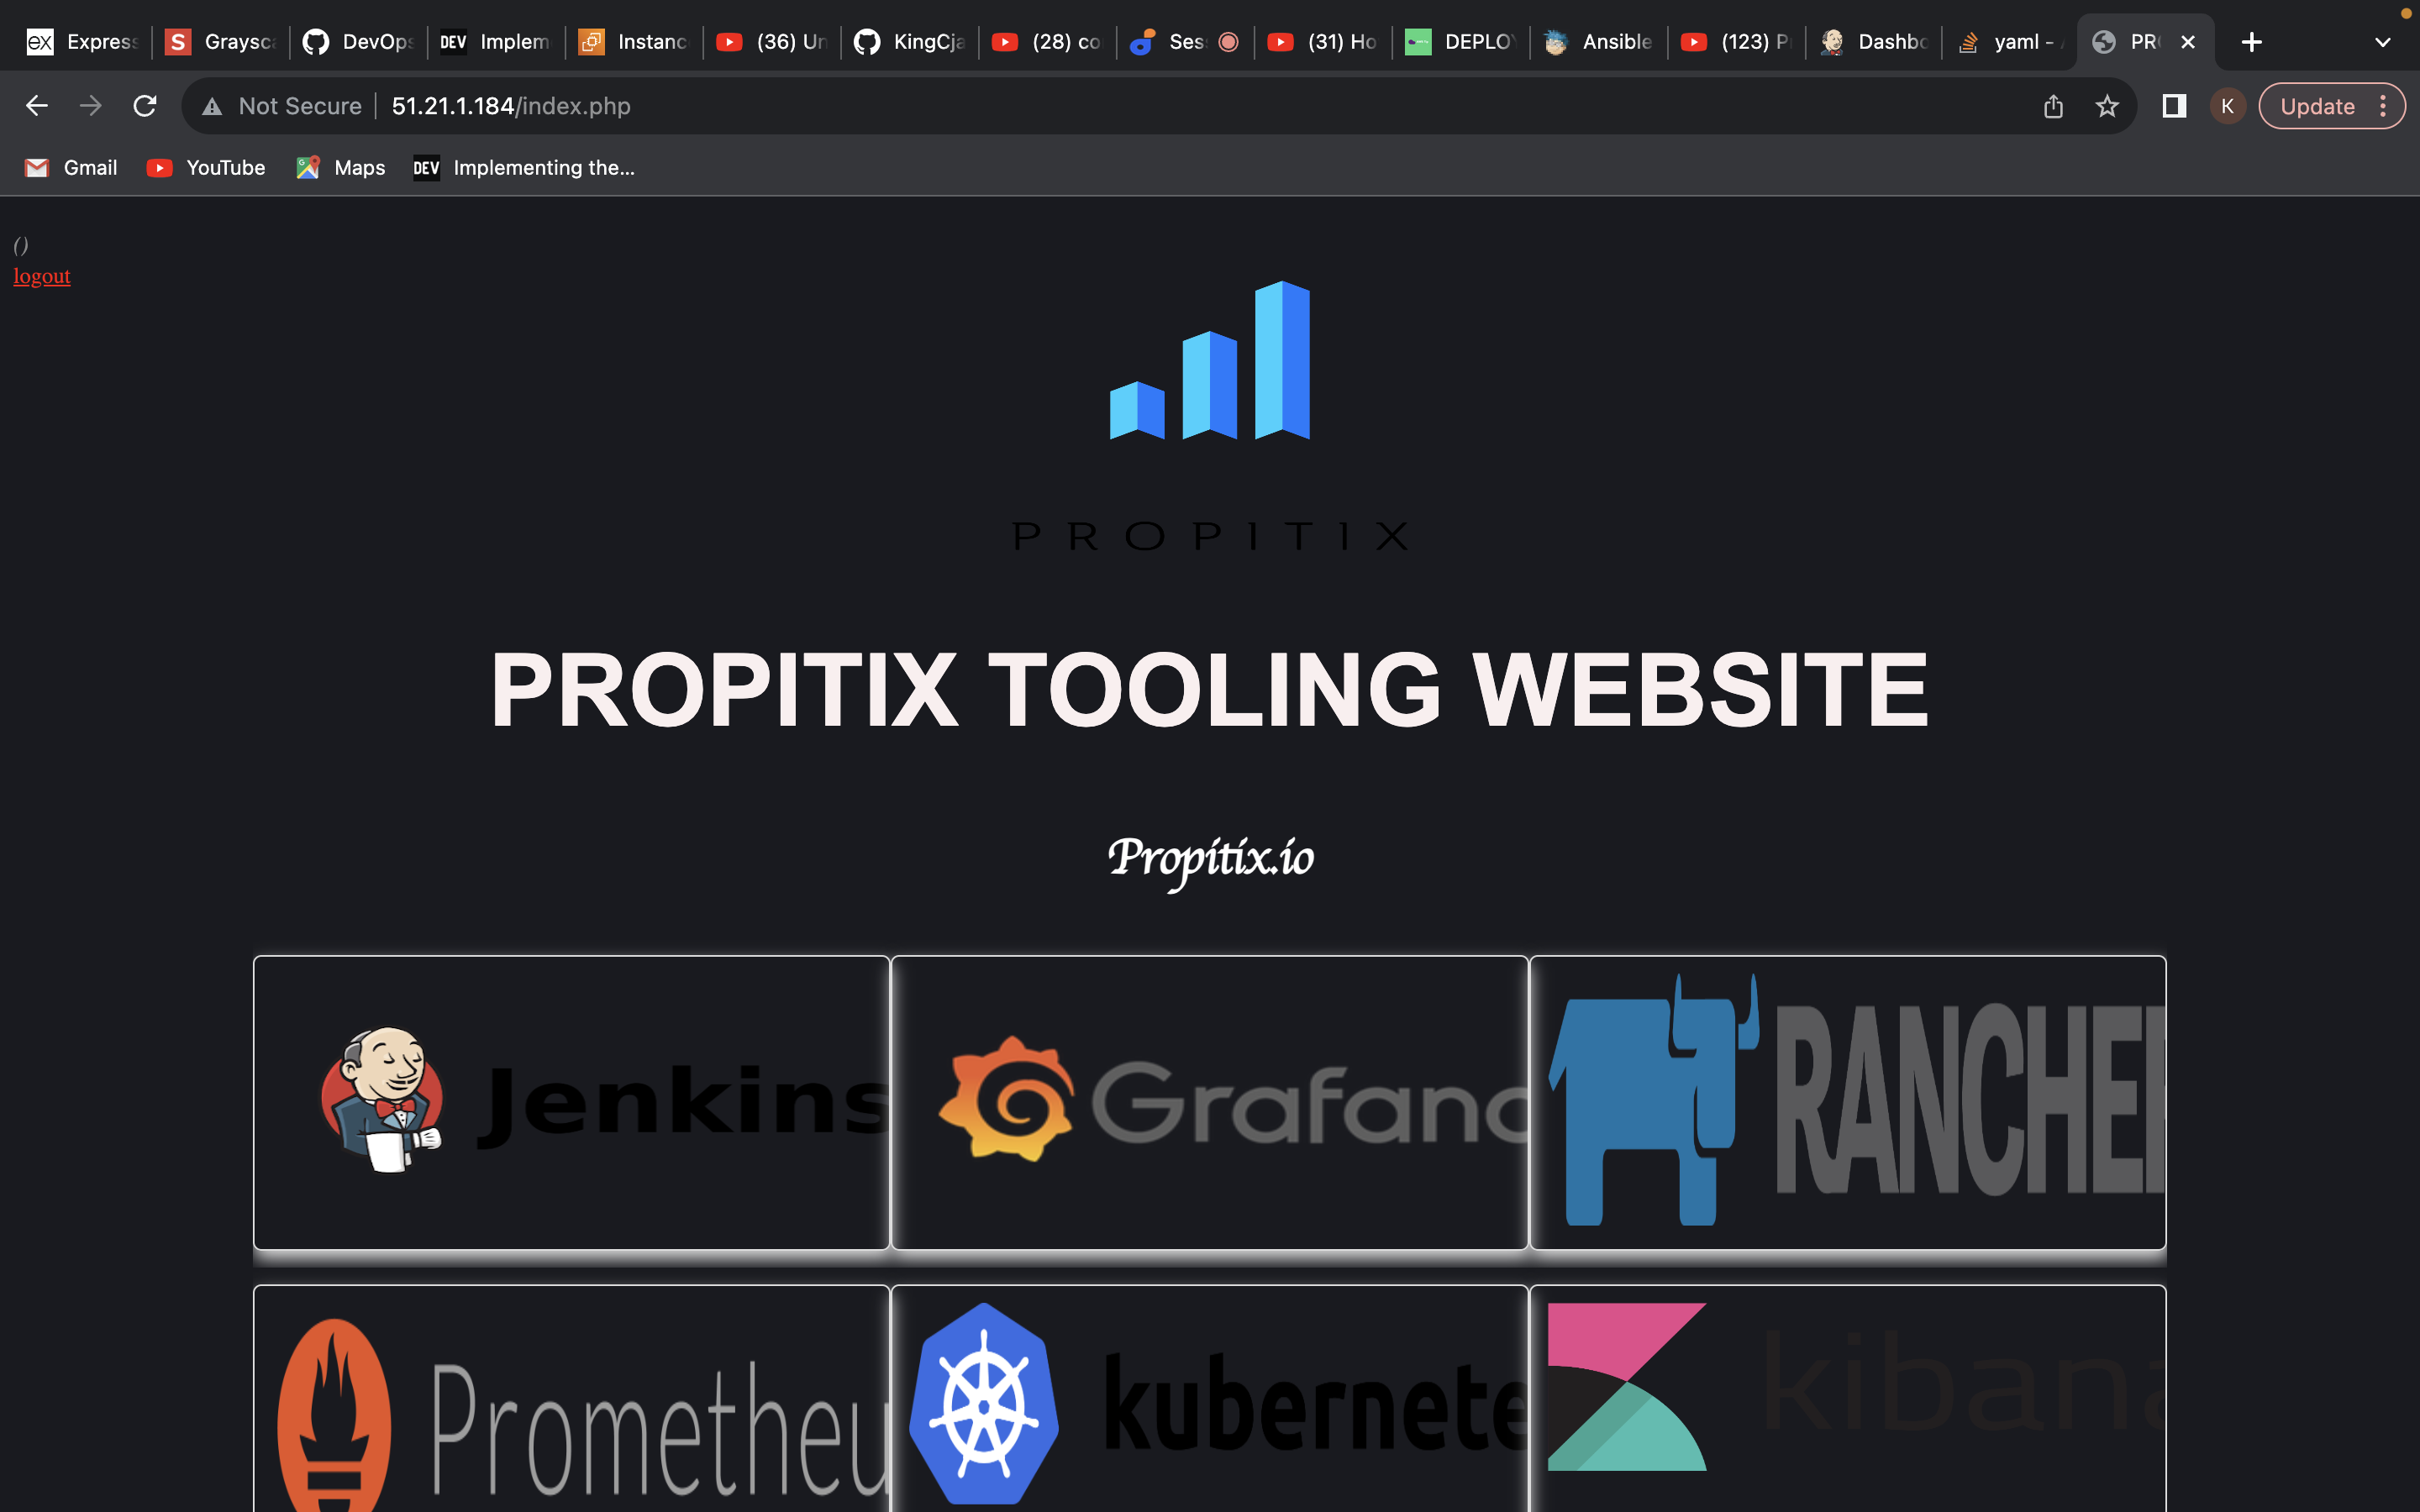 ex Express
S Graysca
DevOps
DEV Implem
Instanc
(36) Un
KingCja
(28) co
Ses
(31) Ho
DEPLOY
Ansible
(123) P
Dashbo
yaml -
PR
Not Secure 51.21.1.184/index.php
K
Update
Gmail
YouTube
Maps
DEV Implementing the...
()
logout
PROPITIX
PROPITIX TOOLING WEBSITE
Propitix.io
Jenkins
Grafana
RANCHER
Prometheu
kubernete
kibana